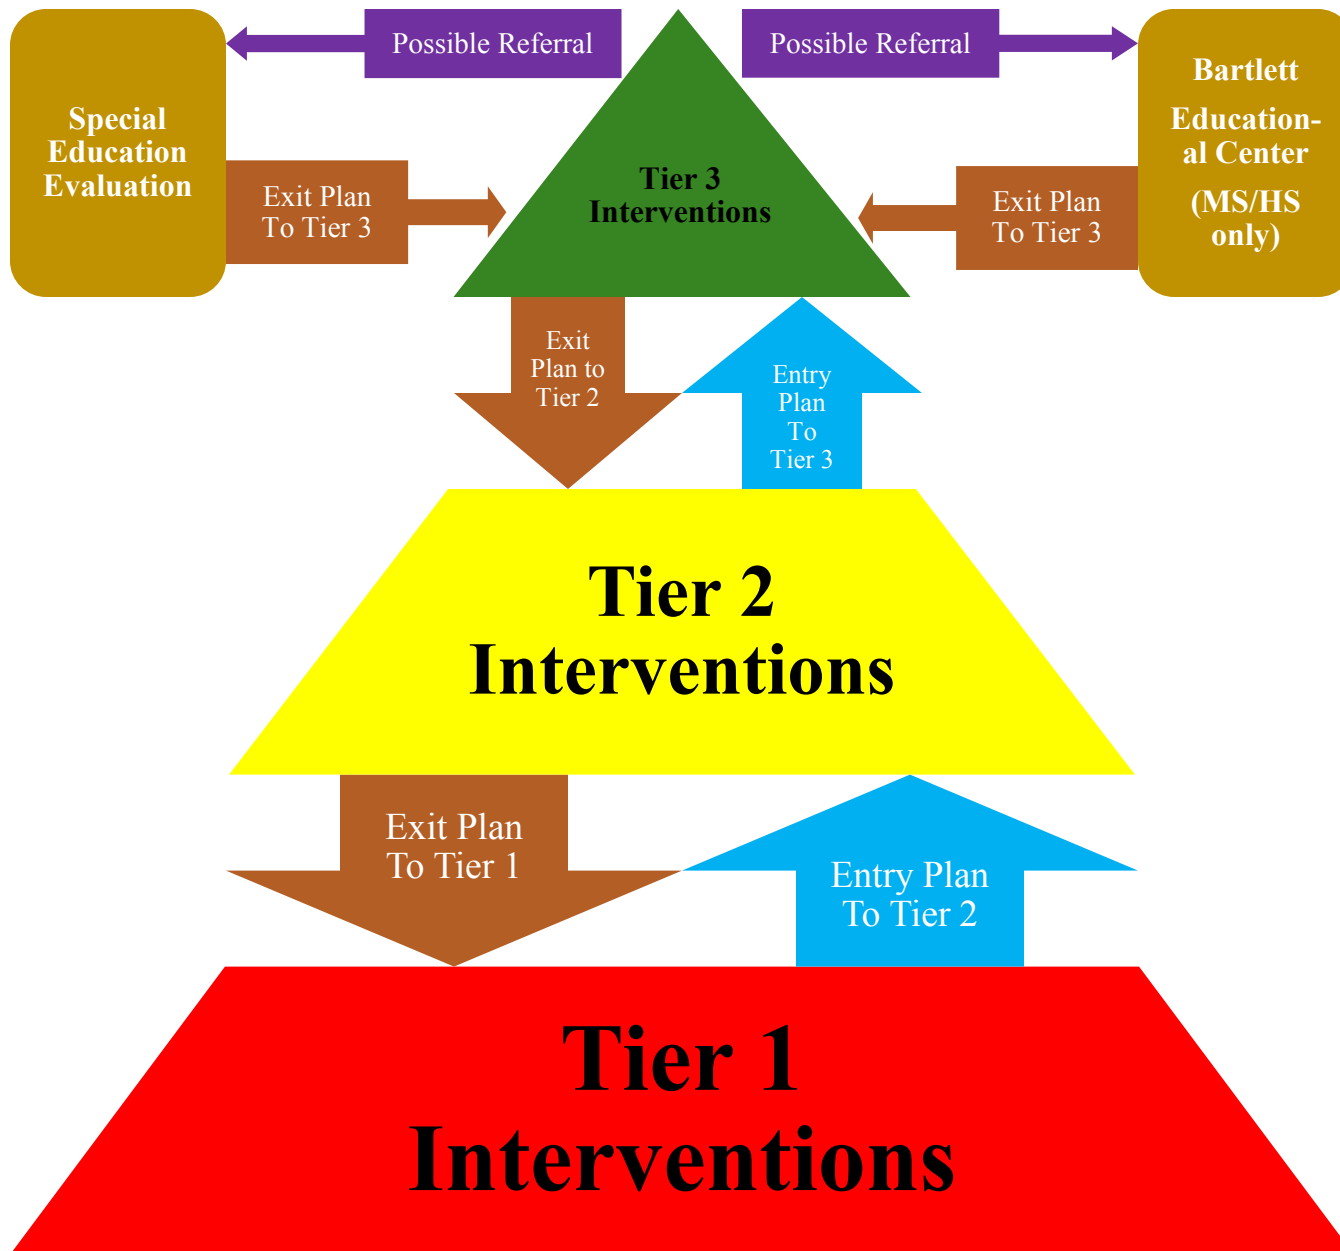 Possible Referral
Possible Referral
Special
Education
Evaluation
Bartlett
Education-
al Center
(MS/HS
only)
Exit Plan
To Tier 3
Tier 3
Interventions
Exit Plan
To Tier 3
Exit
Plan to
Tier 2
Entry
Plan
To
Tier 3
Tier 2
Interventions
Exit Plan
To Tier 1
Entry Plan
To Tier 2
Tier 1
Interventions